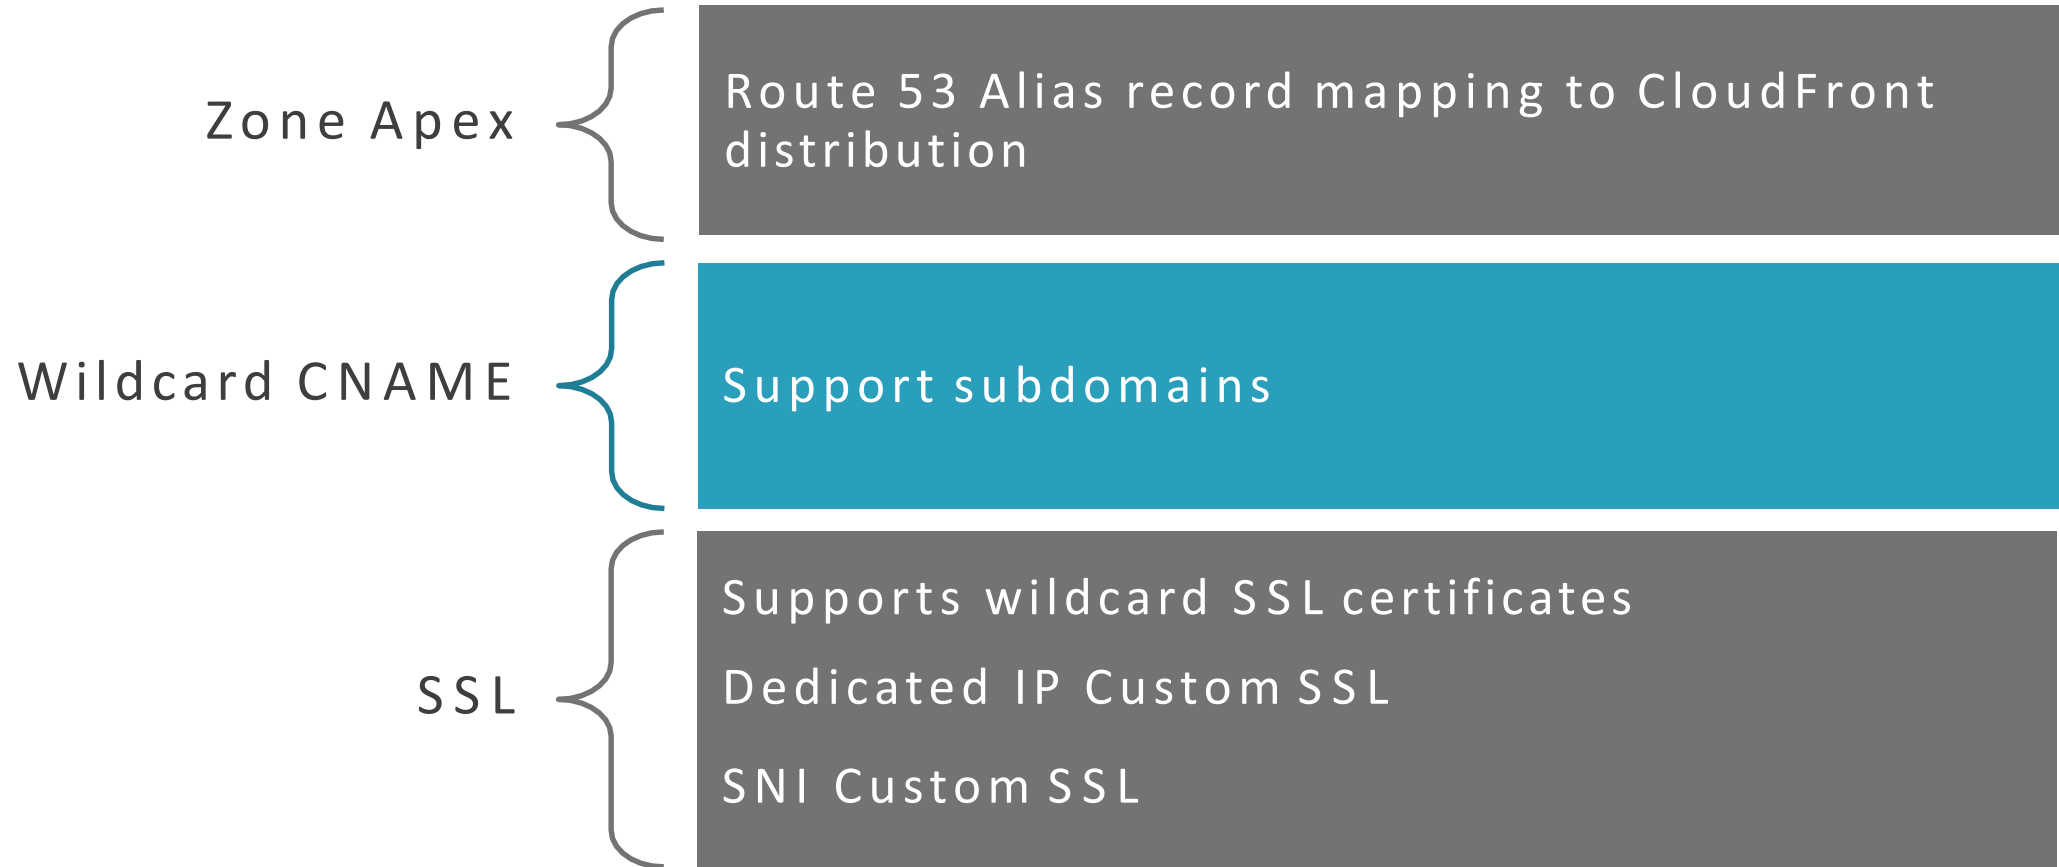 Zone Apex
Route 53 Alias record mapping to CloudFront
distribution
Wildcard CNAME
Support subdomains
SSL
Supports wildcard SSL certificates
Dedicated IP Custom SSL
SNI Custom SSL